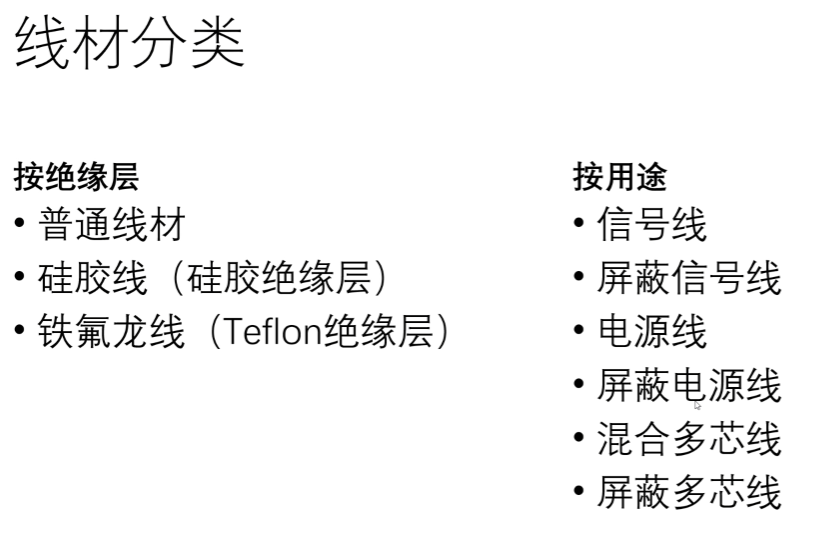 线材分类
按绝缘层
• 普通线材
• 硅胶线（硅胶绝缘层）
• 铁氟龙线（Teflon绝缘层）
按用途
• 信号线
• 屏蔽信号线
• 电源线
• 屏蔽电源线
• 混合多芯线
• 屏蔽多芯线